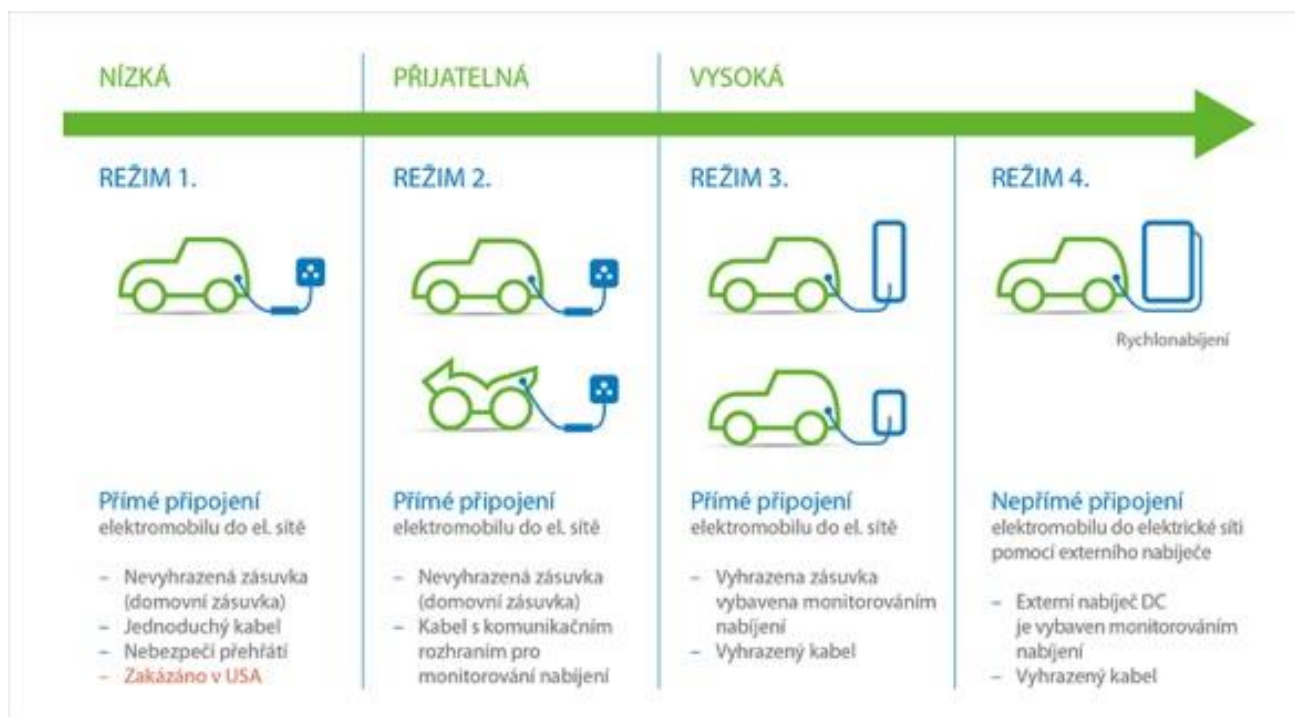 NÍZKÁ
PŘIJATELNÁ
VYSOKÁ
REŽIM 1.
REŽIM 2.
REŽIM 3.
REŽIM 4.
Rychlonabíjení
Přímé připojení
elektromobilu do el. sítě
– Nevyhrazená zásuvka
(domovní zásuvka)
– Jednoduchý kabel
– Nebezpečí přehřátí
– Zakázáno v USA
Přímé připojení
elektromobilu do el. sítě
– Nevyhrazená zásuvka
(domovní zásuvka)
– Kabel s komunikačním
rozhraním pro
monitorování nabíjení
Přímé připojení
elektromobilu do el. sítě
– Vyhrazena zásuvka
vybavena monitorováním
nabíjení
– Vyhrazený kabel
Nepřímé připojení
elektromobilu do elektrické síti
pomocí externího nabíječe
– Externí nabíječ DC
je vybaven monitorováním
nabíjení
– Vyhrazený kabel